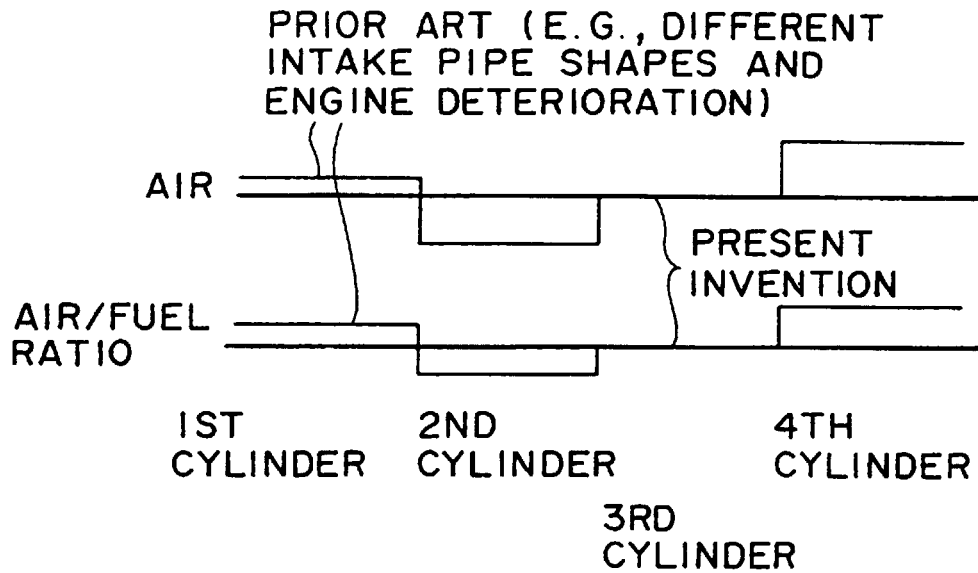 PRIOR ART (E.G., DIFFERENT
INTAKE PIPE SHAPES AND
ENGINE DETERIORATION)
AIR
PRESENT
INVENTION
AIR/FUEL
RATIO
1ST
CYLINDER
2ND
CYLINDER
3RD
CYLINDER
4TH
CYLINDER